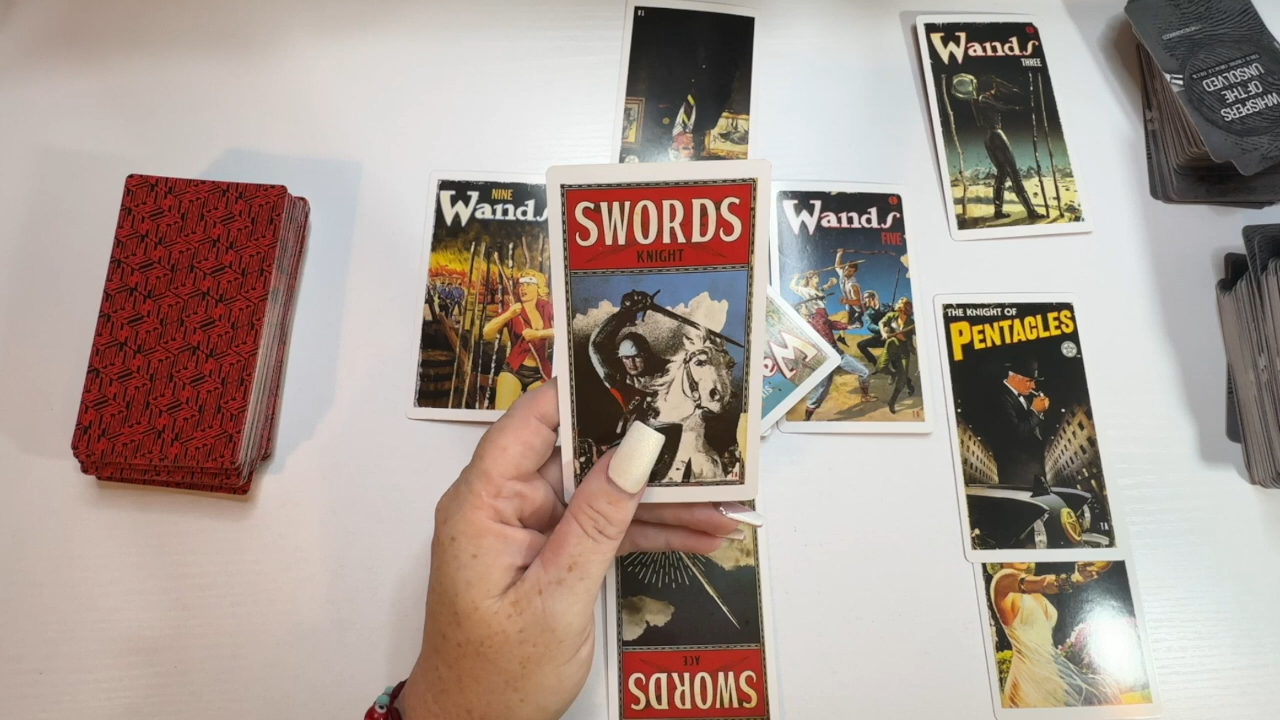 Wands
THREE
WHISPERS
OF THE
UNSOLVED
NINE
Wands
SWORDS
KNIGHT
Wands
FIVE
THE KNIGHT OF
PENTACLES
SWORDS
ACE